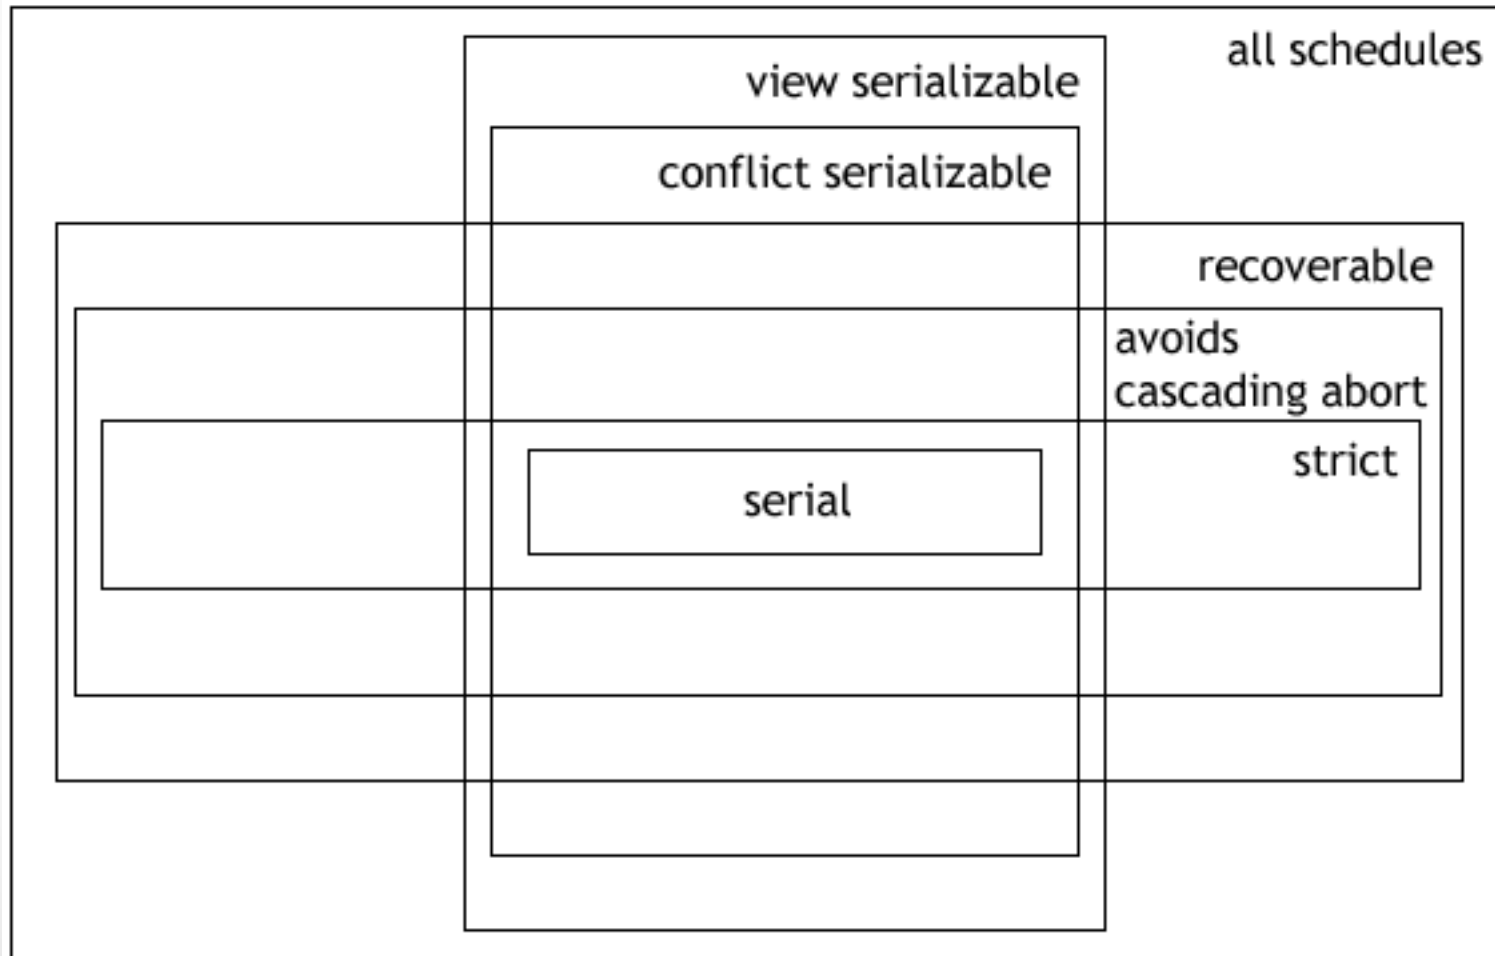 all schedules
view serializable
conflict serializable
recoverable
avoids
cascading abort
strict
serial